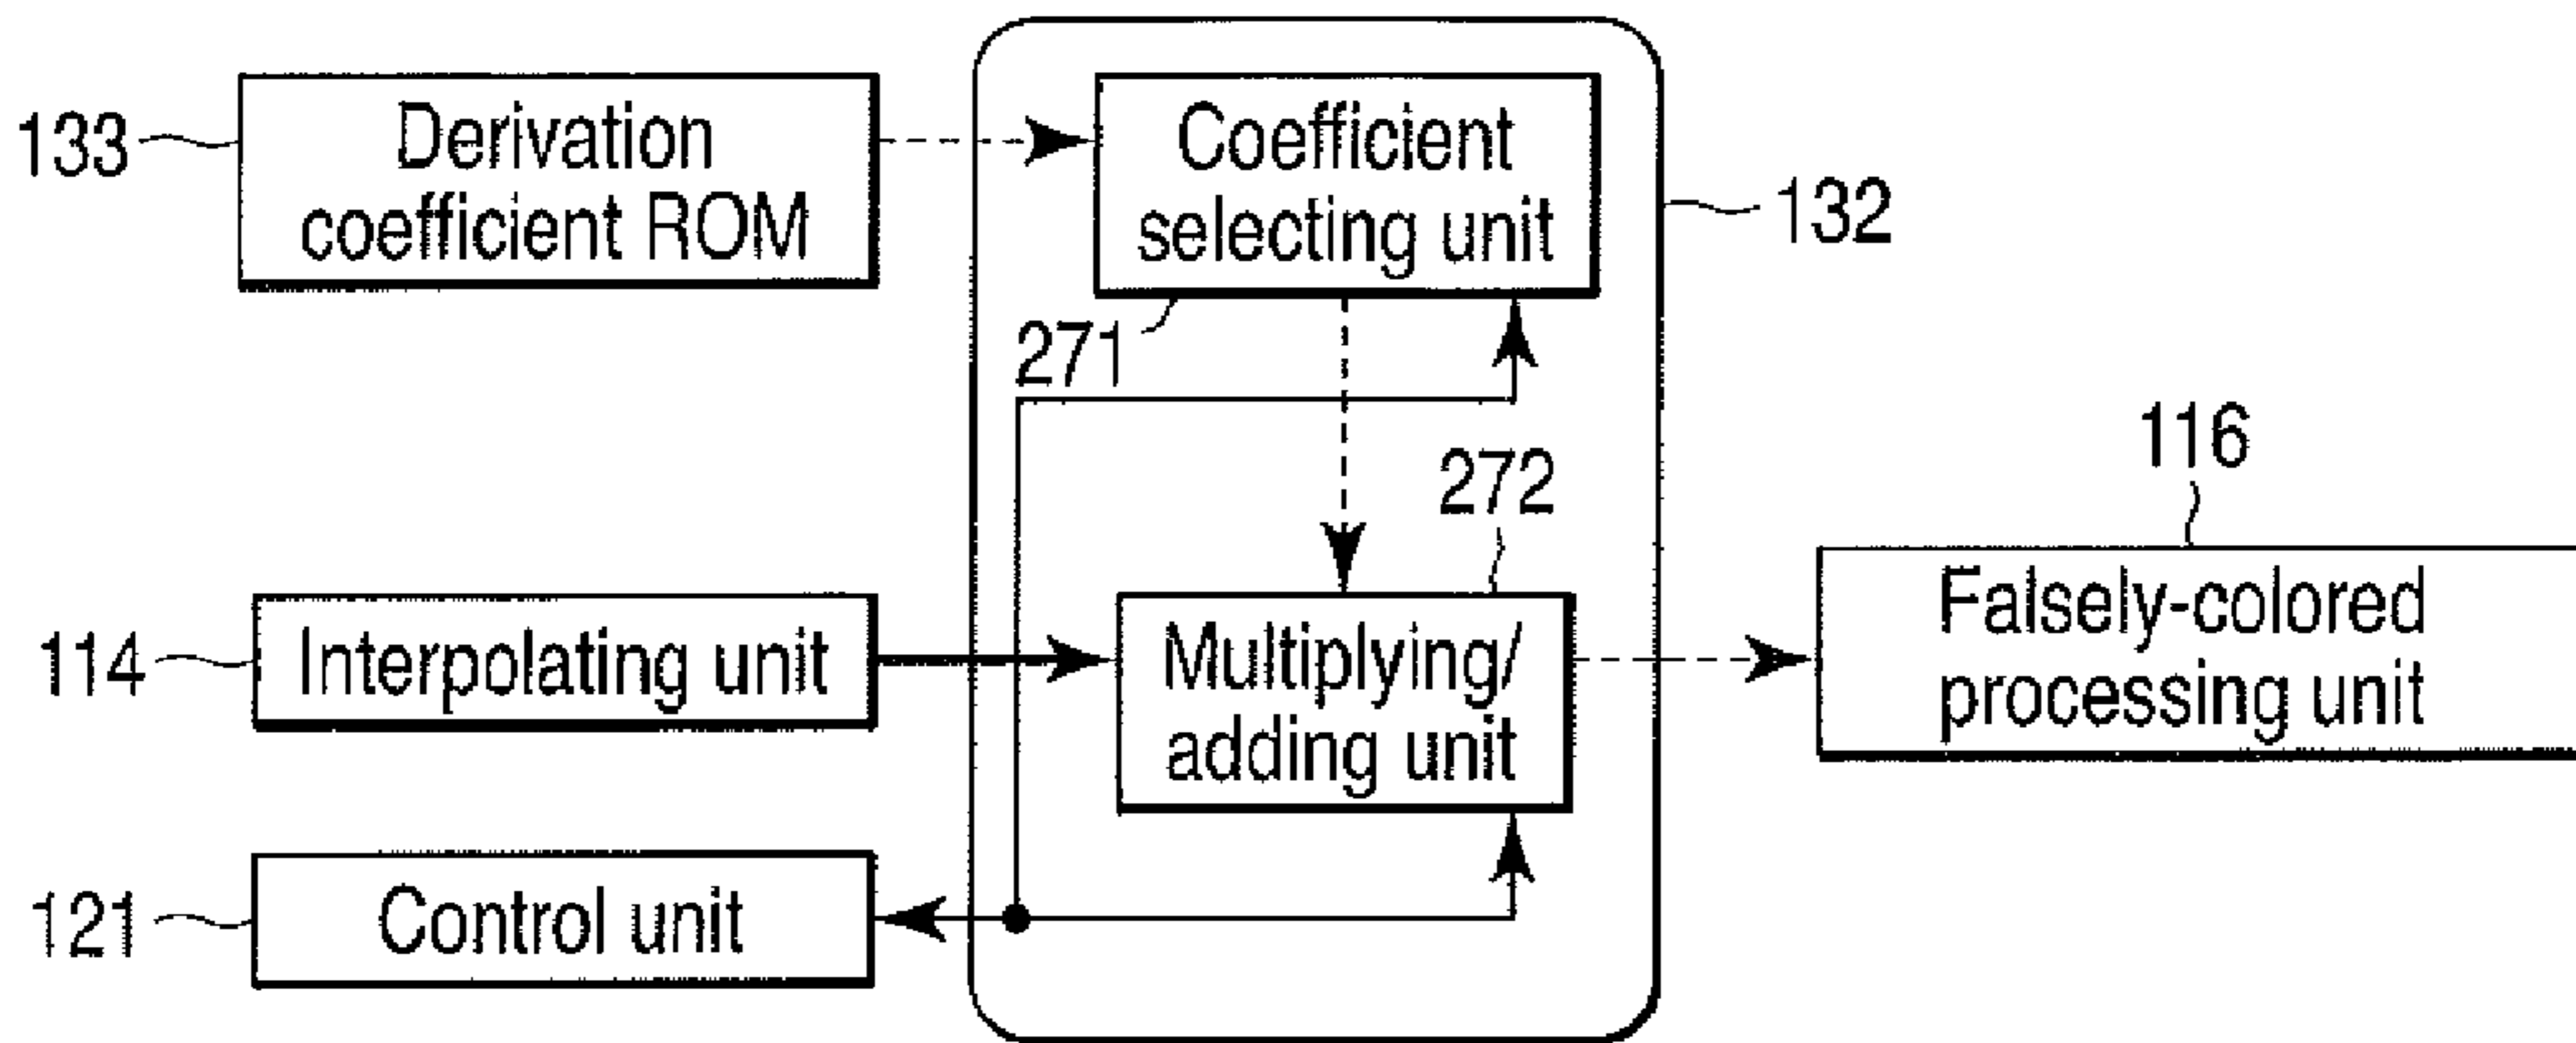 133
Derivation
coefficient ROM
Coefficient
selecting unit
132
271
272
116
114
Interpolating unit
Multiplying/
adding unit
Falsely-colored
processing unit
121
Control unit